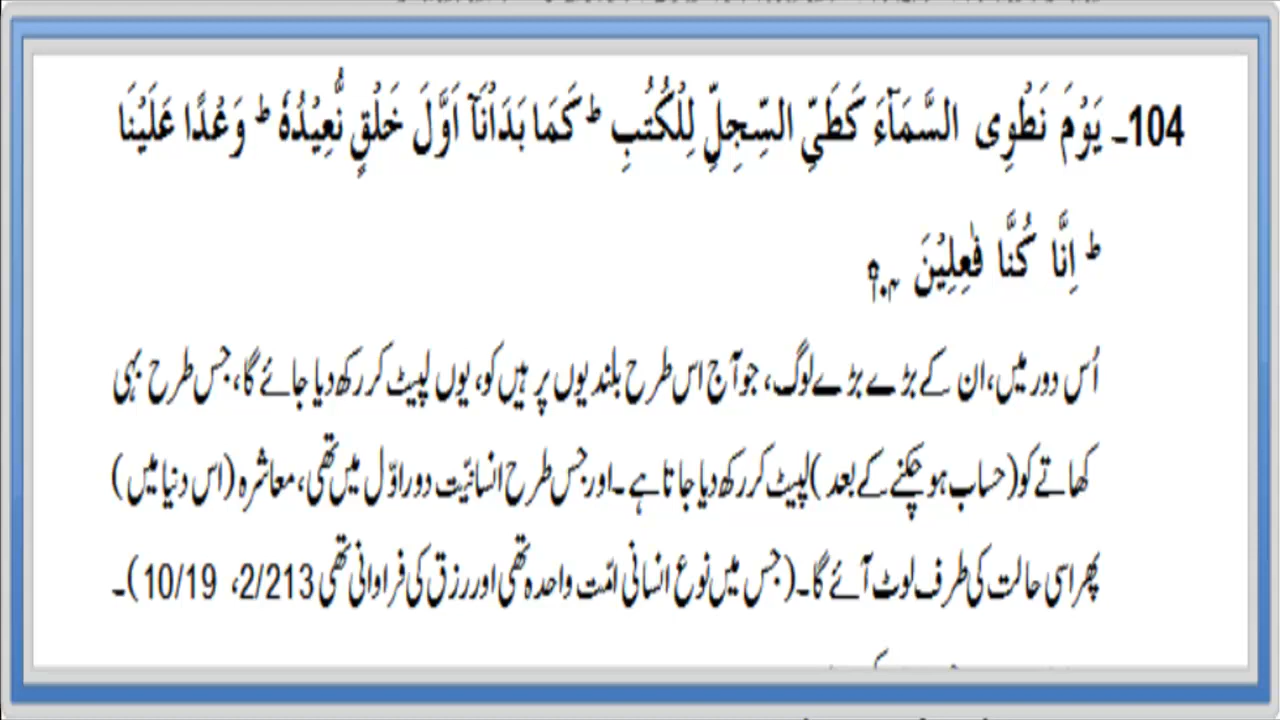 104۔ يَوْمَ نَطْوِى السَّمَآءَ كَطَيِّ السِّجِلِّ لِلْكُتُبِ ؕ كَمَا بَدَاْنَآ اَوَّلَ خَلْقٍ نُّعِيْدُهٗ ؕ وَعْدًا عَلَيْنَا
ؕ اِنَّا كُنَّا فٰعِلِيْنَ ۱۰۴
اُس دور میں، ان کے بڑے بڑے لوگ، جو آج اس طرح بلندیوں پر ہیں کو، یوں لپیٹ کر رکھ دیا جائے گا، جس طرح بہی
کھاتے کو (حساب ہو چکنے کے بعد) لپیٹ کر رکھ دیا جاتا ہے۔ اور جس طرح انسانیّت دور اوّل میں تھی، معاشرہ (اس دنیا میں)
پھر اسی حالت کی طرف لوٹ آئے گا۔ (جس میں نوع انسانی امّت واحدہ تھی اور رزق کی فراوانی تھی 2/213، 10/19)۔